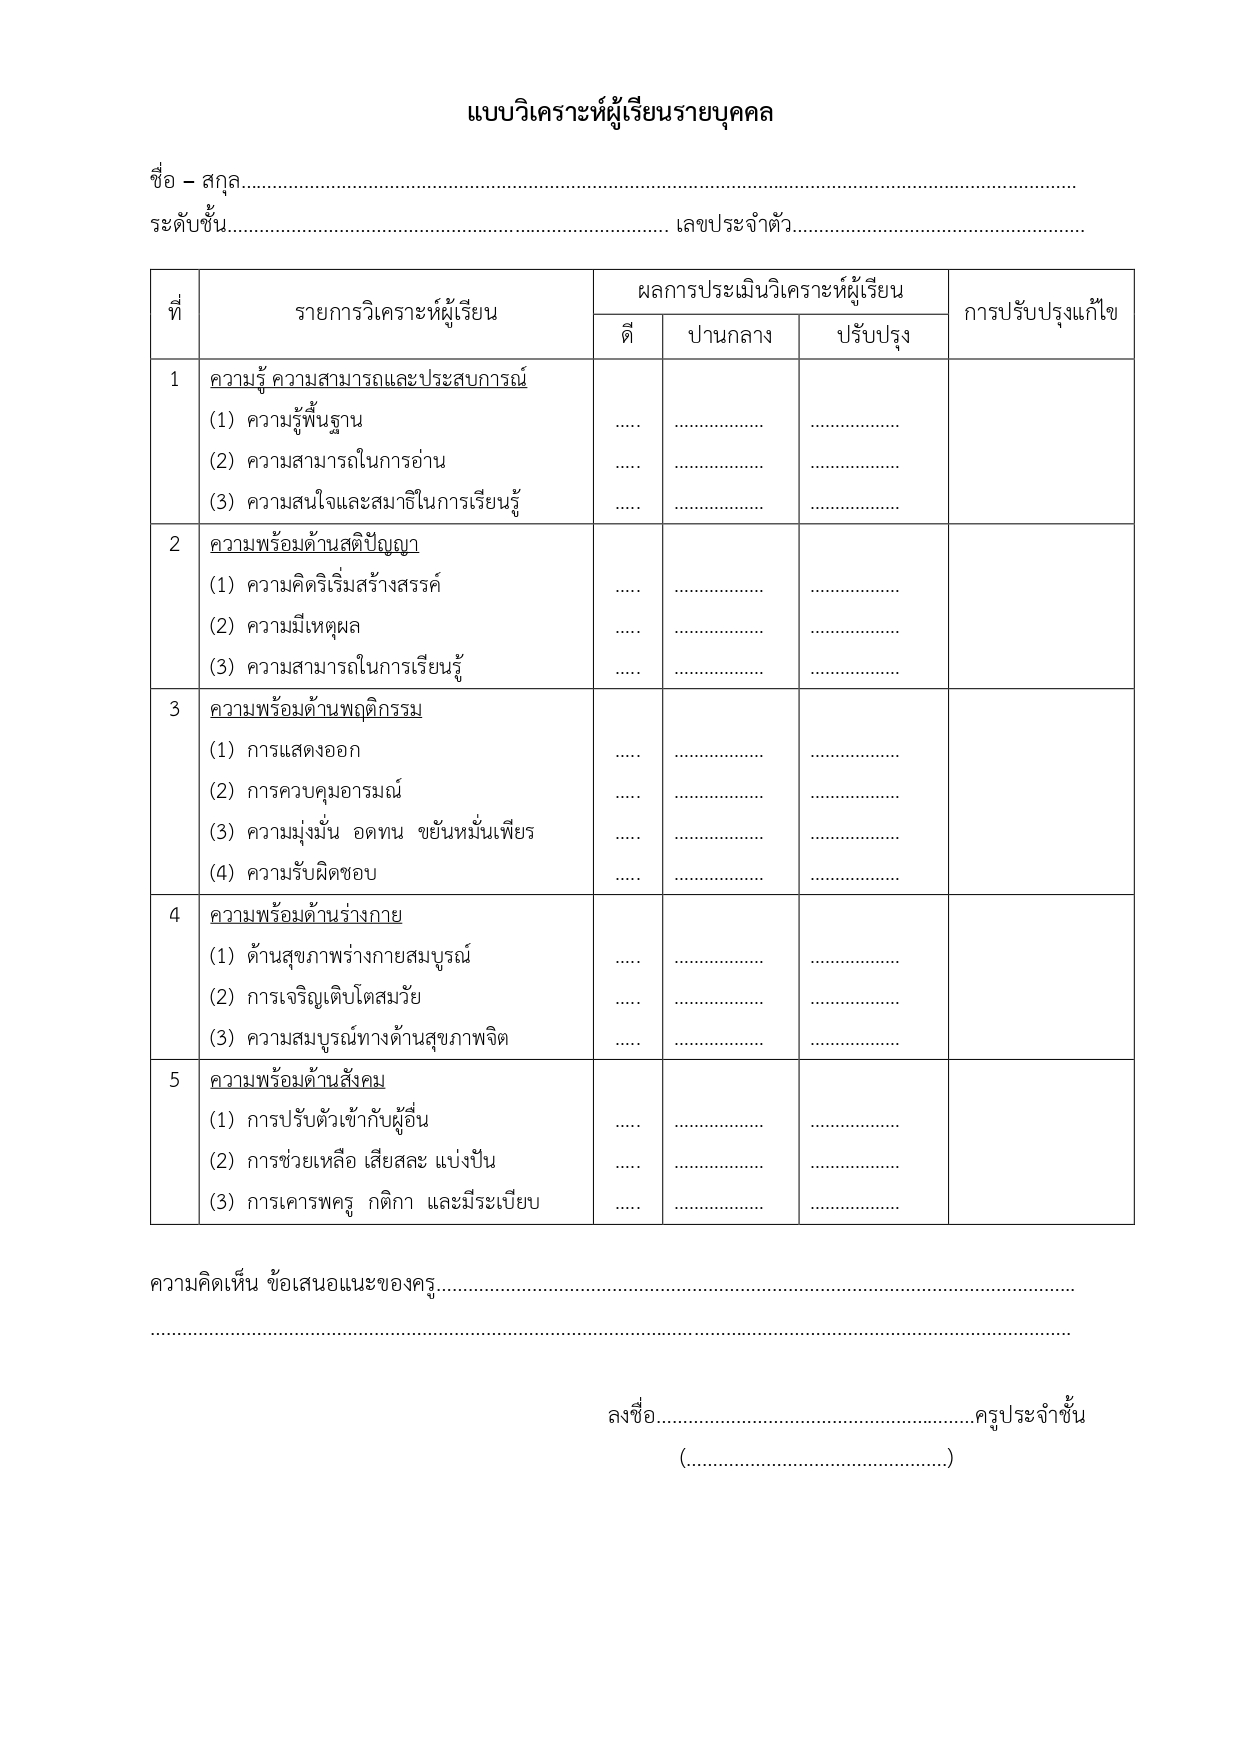 แบบวิเคราะห์ผู้เรียนรายบุคคล
ชื่อ – สกุล..............................................................................................................................................................
ระดับชั้น................................................................................... เลขประจำตัว.......................................................
ที่ รายการวิเคราะห์ผู้เรียน ผลการประเมินวิเคราะห์ผู้เรียน การปรับปรุงแก้ไข
ดี ปานกลาง ปรับปรุง
1 ความรู้ ความสามารถและประสบการณ์
(1) ความรู้พื้นฐาน ..... .................. ..................
(2) ความสามารถในการอ่าน ..... .................. ..................
(3) ความสนใจและสมาธิในการเรียนรู้ ..... .................. ..................
2 ความพร้อมด้านสติปัญญา
(1) ความคิดริเริ่มสร้างสรรค์ ..... .................. ..................
(2) ความมีเหตุผล ..... .................. ..................
(3) ความสามารถในการเรียนรู้ ..... .................. ..................
3 ความพร้อมด้านพฤติกรรม
(1) การแสดงออก ..... .................. ..................
(2) การควบคุมอารมณ์ ..... .................. ..................
(3) ความมุ่งมั่น อดทน ขยันหมั่นเพียร ..... .................. ..................
(4) ความรับผิดชอบ ..... .................. ..................
4 ความพร้อมด้านร่างกาย
(1) ด้านสุขภาพร่างกายสมบูรณ์ ..... .................. ..................
(2) การเจริญเติบโตสมวัย ..... .................. ..................
(3) ความสมบูรณ์ทางด้านสุขภาพจิต ..... .................. ..................
5 ความพร้อมด้านสังคม
(1) การปรับตัวเข้ากับผู้อื่น ..... .................. ..................
(2) การช่วยเหลือ เสียสละ แบ่งปัน ..... .................. ..................
(3) การเคารพครู กติกา และมีระเบียบ ..... .................. ..................
ความคิดเห็น ข้อเสนอแนะของครู........................................................................................................................
.............................................................................................................................................................................
ลงชื่อ............................................................ครูประจำชั้น
(.................................................)